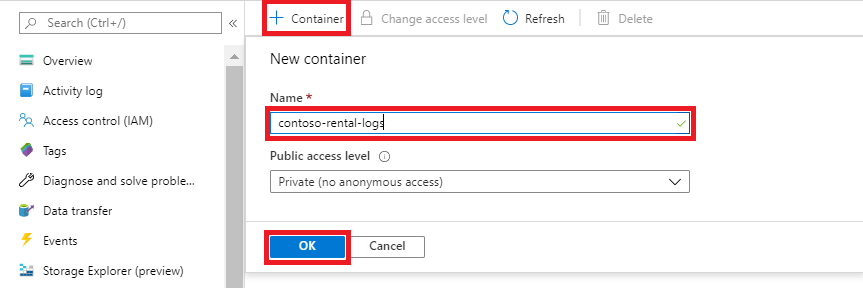 Search (Ctrl+/)
«
Overview
Activity log
Access control (IAM)
Tags
Diagnose and solve proble...
Data transfer
Events
Storage Explorer (preview)
+ Container Change access level Refresh Delete
New container
Name *
contoso-rental-logs
Public access level
Private (no anonymous access)
OK Cancel